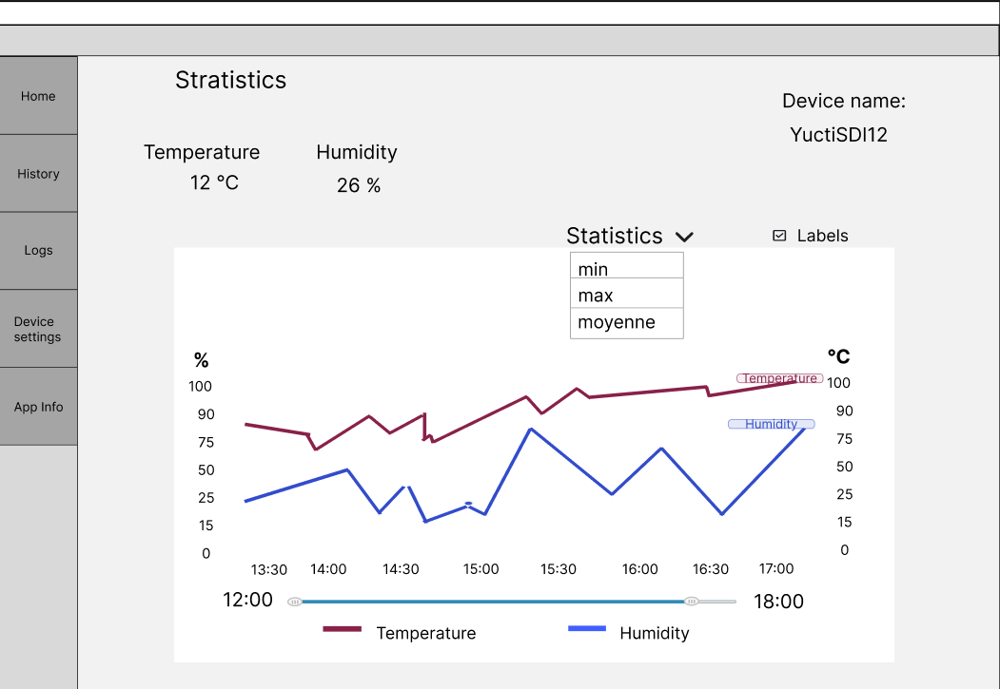 Stratistics
Device name:
YuctiSDI12
Home
History
Logs
Device
settings
App Info
Temperature
12 °C
Humidity
26 %
Statistics
Labels
min
max
moyenne
%
100
90
75
50
25
15
0
°C
100
90
75
50
25
15
0
Temperature
Humidity
13:30 14:00 14:30 15:00 15:30 16:00 16:30 17:00
12:00 18:00
Temperature Humidity